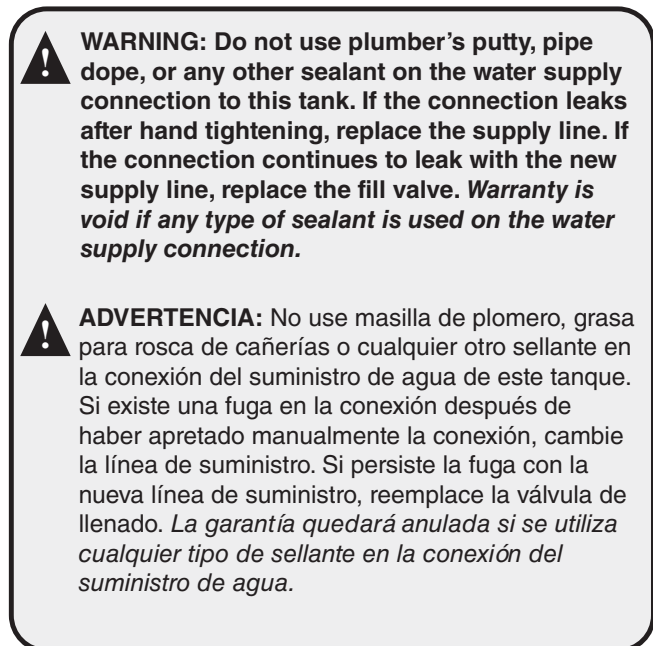 WARNING: Do not use plumber's putty, pipe
dope, or any other sealant on the water supply
connection to this tank. If the connection leaks
after hand tightening, replace the supply line. If
the connection continues to leak with the new
supply line, replace the fill valve. Warranty is
void if any type of sealant is used on the water
supply connection.
ADVERTENCIA: No use masilla de plomero, grasa
para rosca de cañerías o cualquier otro sellante en
la conexión del suministro de agua de este tanque.
Si existe una fuga en la conexión después de
haber apretado manualmente la conexión, cambie
la línea de suministro. Si persiste la fuga con la
nueva línea de suministro, reemplace la válvula de
llenado. La garantía quedará anulada si se utiliza
cualquier tipo de sellante en la conexión del
suministro de agua.